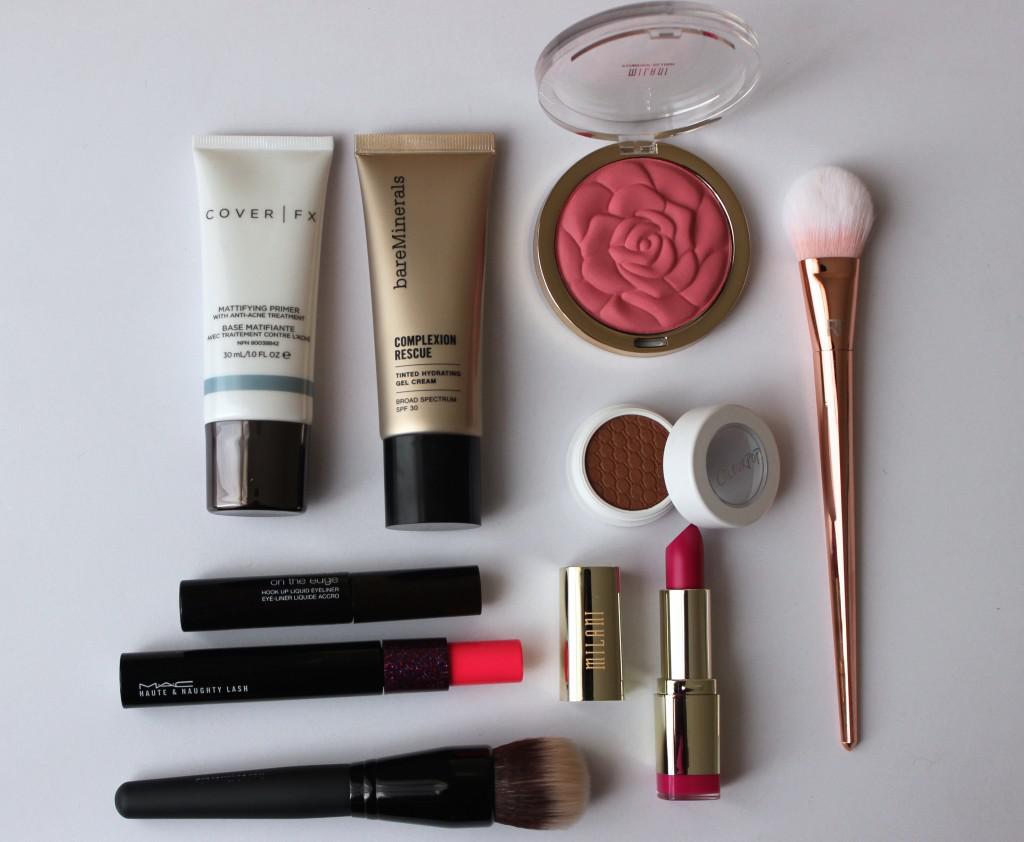 COVER | FX
MATTIFYING PRIMER
WITH ANTI-ACNE TREATMENT
BASE MATIFIANTE
AVEC TRAITEMENT CONTRE L'ACNÉ
NPN 80038842
30 mL/1.0 FL OZ ℮
bareMinerals
COMPLEXION
RESCUE
TINTED HYDRATING
GEL CREAM
BROAD SPECTRUM
SPF 30
MILANI
on the edge
HOOK UP LIQUID EYELINER
EYE-LINER LIQUIDE ACCRO
MAC
HAUTE & NAUGHTY LASH
MILANI